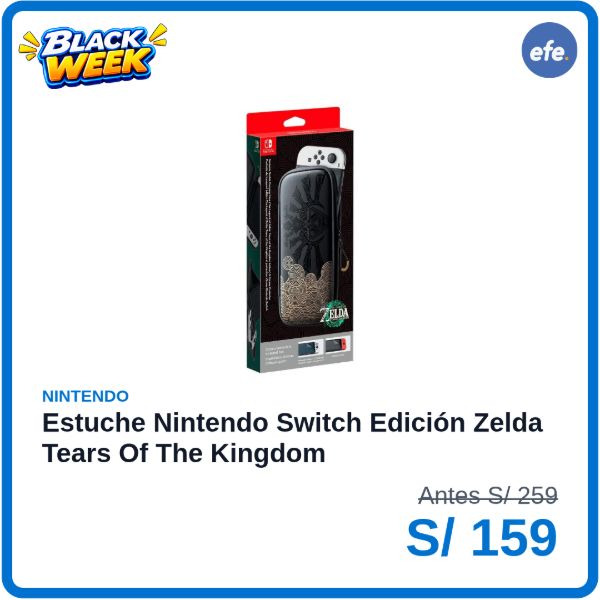 BLACK
WEEK
efe.
ZELDA
NINTENDO
Estuche Nintendo Switch Edición Zelda
Tears Of The Kingdom
Antes S/ 259
S/ 159